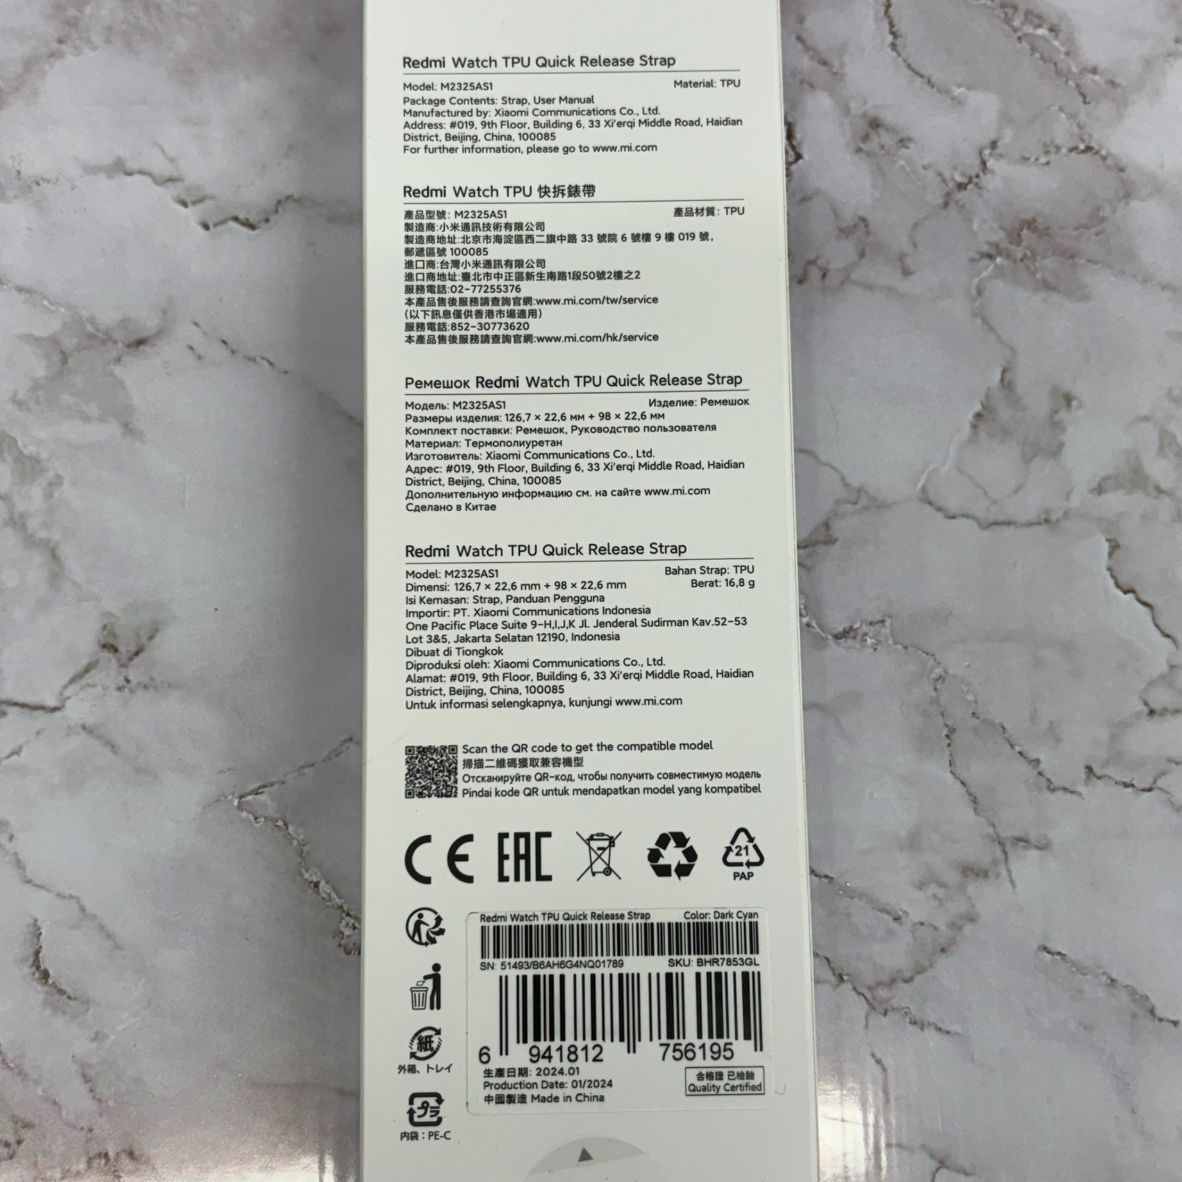 Redmi Watch TPU Quick Release Strap
Model: M2325AS1 Material: TPU
Package Contents: Strap, User Manual
Manufactured by: Xiaomi Communications Co., Ltd.
Address: #019, 9th Floor, Building 6, 33 Xi'erqi Middle Road, Haidian
District, Beijing, China, 100085
For further information, please go to www.mi.com
Redmi Watch TPU 快拆錶帶
產品型號: M2325AS1 產品材質: TPU
製造商:小米通訊技術有限公司
製造商地址:北京市海淀區西二旗中路 33 號院 6 號樓 9 樓 019 號,
郵遞區號 100085
進口商:台灣小米通訊有限公司
進口商地址:臺北市中正區新生南路1段50號2樓之2
服務電話:02-77255376
本產品售後服務請查詢官網:www.mi.com/tw/service
(以下訊息僅供香港市場適用)
服務電話:852-30773620
本產品售後服務請查詢官網:www.mi.com/hk/service
Ремешок Redmi Watch TPU Quick Release Strap
Модель: M2325AS1 Изделие: Ремешок
Размеры изделия: 126,7 × 22,6 мм + 98 × 22,6 мм
Комплект поставки: Ремешок, Руководство пользователя
Материал: Термополиуретан
Изготовитель: Xiaomi Communications Co., Ltd.
Адрес: #019, 9th Floor, Building 6, 33 Xi'erqi Middle Road, Haidian
District, Beijing, China, 100085
Дополнительную информацию см. на сайте www.mi.com
Сделано в Китае
Redmi Watch TPU Quick Release Strap
Model: M2325AS1 Bahan Strap: TPU
Dimensi: 126,7 × 22,6 mm + 98 × 22,6 mm Berat: 16,8 g
Isi Kemasan: Strap, Panduan Pengguna
Importir: PT. Xiaomi Communications Indonesia
One Pacific Place Suite 9-H,I,J,K Jl. Jenderal Sudirman Kav.52-53
Lot 3&5, Jakarta Selatan 12190, Indonesia
Dibuat di Tiongkok
Diproduksi oleh: Xiaomi Communications Co., Ltd.
Alamat: #019, 9th Floor, Building 6, 33 Xi'erqi Middle Road, Haidian
District, Beijing, China, 100085
Untuk informasi selengkapnya, kunjungi www.mi.com
Scan the QR code to get the compatible model
掃描二維碼獲取兼容機型
Отсканируйте QR-код, чтобы получить совместимую модель
Pindai kode QR untuk mendapatkan model yang kompatibel
CE EAC 21
PAP
Redmi Watch TPU Quick Release Strap Color: Dark Cyan
SN: 51493/B6AH6G4NQ01789 SKU: BHR7853GL
6 941812 756195
生產日期: 2024.01
Production Date: 01/2024
中國製造 Made in China
合格證 已檢驗
Quality Certified
紙
外箱、トレイ
プラ
内袋：PE-C